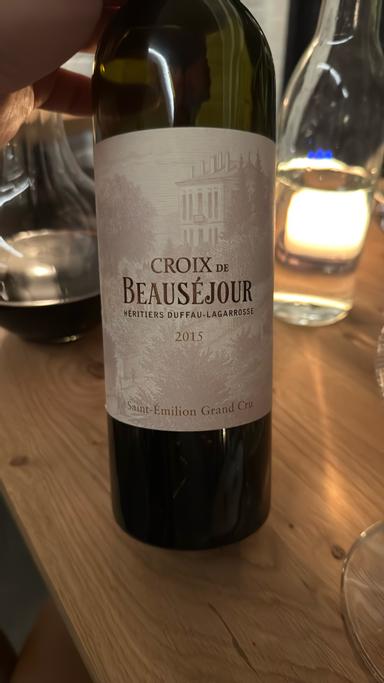 CROIX DE
BEAUSÉJOUR
HÉRITIERS DUFFAU-LAGARROSSE
2015
Saint-Émilion Grand Cru